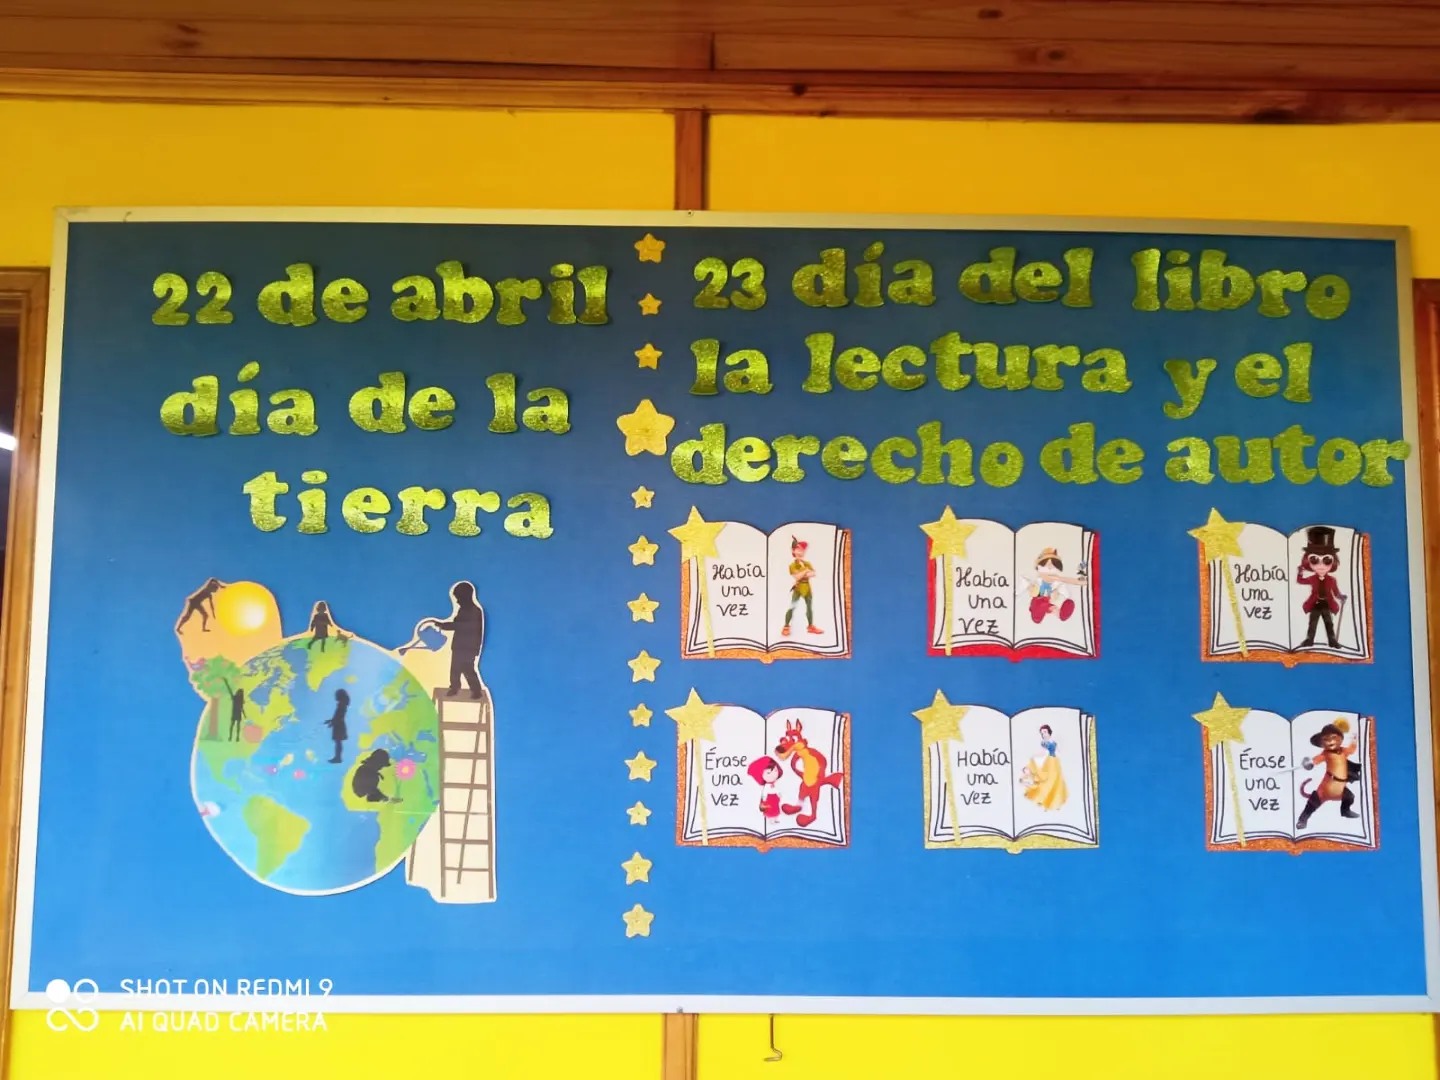 22 de abril
día de la
tierra
23 día del libro
la lectura y el
derecho de autor
Había
una
vez
Había
una
vez
Había
una
vez
Érase
una
vez
Había
una
vez
Érase
una
vez
SHOT ON REDMI 9
AI QUAD CAMERA